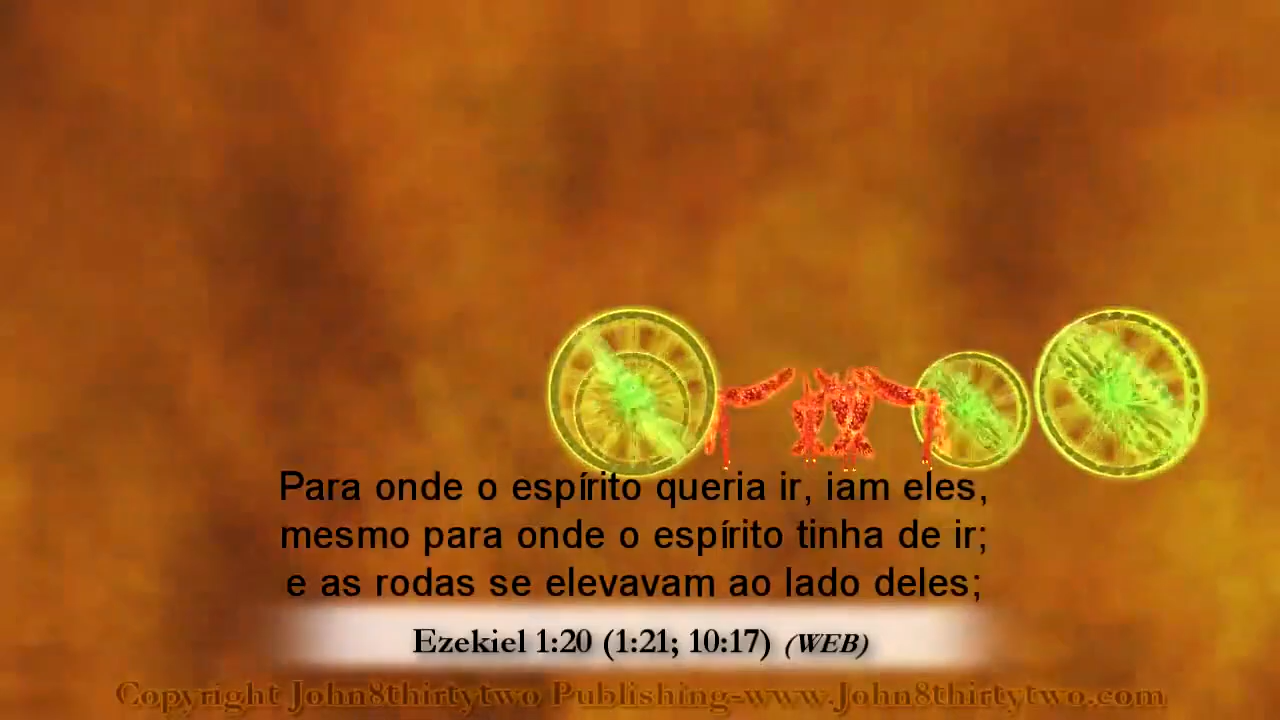 Para onde o espírito queria ir, iam eles,
mesmo para onde o espírito tinha de ir;
e as rodas se elevavam ao lado deles;
Ezekiel 1:20 (1:21; 10:17) (WEB)
Copyright John8thirtytwo Publishing-www.John8thirtytwo.com